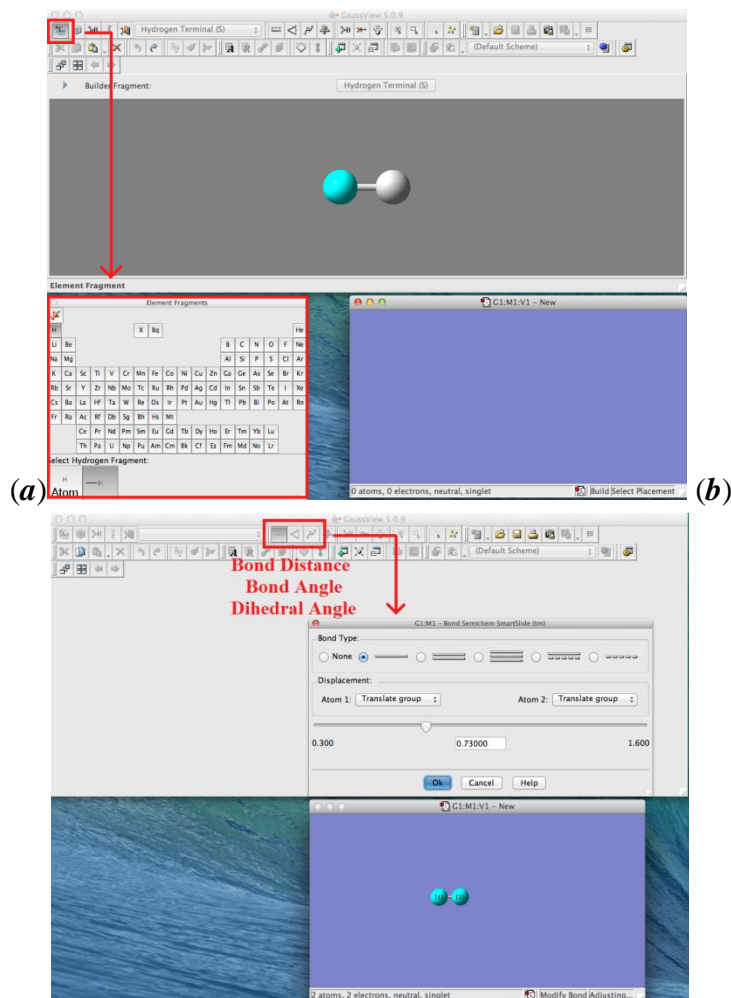 GaussView 5.0.9
Hydrogen Terminal (S)
(Default Scheme)
Builder Fragment: Hydrogen Terminal (S)
Element Fragment
Element Fragments
H X Bq He
Li Be B C N O F Ne
Na Mg Al Si P S Cl Ar
K Ca Sc Ti V Cr Mn Fe Co Ni Cu Zn Ga Ge As Se Br Kr
Rb Sr Y Zr Nb Mo Tc Ru Rh Pd Ag Cd In Sn Sb Te I Xe
Cs Ba La Hf Ta W Re Os Ir Pt Au Hg Tl Pb Bi Po At Rn
Fr Ra Ac Rf Db Sg Bh Hs Mt
Ce Pr Nd Pm Sm Eu Gd Tb Dy Ho Er Tm Yb Lu
Th Pa U Np Pu Am Cm Bk Cf Es Fm Md No Lr
Select Hydrogen Fragment:
H
Atom
H
G1:M1:V1 - New
0 atoms, 0 electrons, neutral, singlet Build Select Placement
(a) (b)
GaussView 5.0.9
(Default Scheme)
Bond Distance
Bond Angle
Dihedral Angle
G1:M1 - Bond Semichem SmartSlide (tm)
Bond Type:
None
Displacement:
Atom 1: Translate group Atom 2: Translate group
0.300 0.73000 1.600
Ok Cancel Help
G1:M1:V1 - New
2 atoms, 2 electrons, neutral, singlet Modify Bond Adjusting...